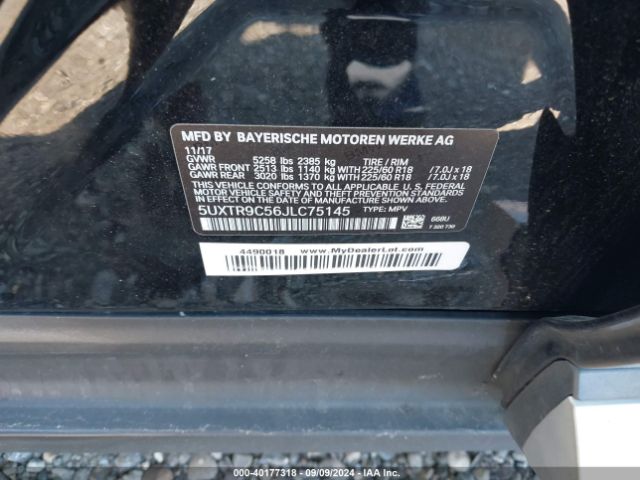 MFD BY BAYERISCHE MOTOREN WERKE AG
11/17
GVWR 5258 lbs 2385 kg TIRE / RIM
GAWR FRONT 2513 lbs 1140 kg WITH 225/60 R18 / 7.0J x 18
GAWR REAR 3020 lbs 1370 kg WITH 225/60 R18 / 7.0J x 18
THIS VEHICLE CONFORMS TO ALL APPLICABLE U. S. FEDERAL
MOTOR VEHICLE SAFETY, BUMPER, AND THEFT
PREVENTION STANDARDS IN EFFECT ON THE DATE OF
MANUFACTURE SHOWN ABOVE.
5UXTR9C56JLC75145 TYPE: MPV 668U
7 320 730
4490018 www.MyDealerLot.com
000-40177318 - 09/09/2024 - IAA Inc.